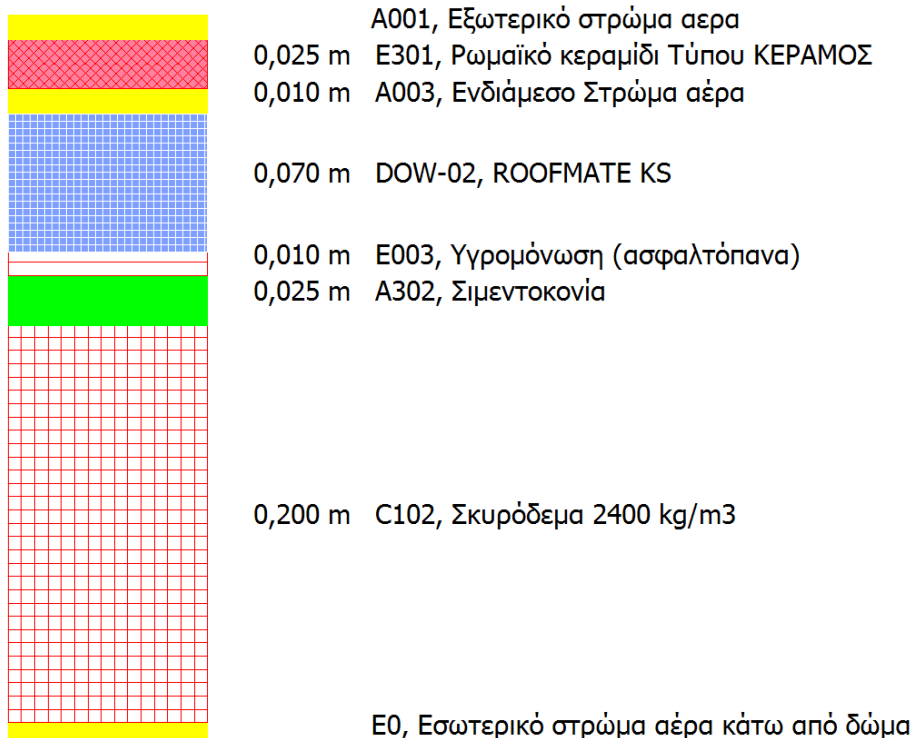 A001, Εξωτερικό στρώμα αερα
0,025 m E301, Ρωμαϊκό κεραμίδι Τύπου ΚΕΡΑΜΟΣ
0,010 m A003, Ενδιάμεσο Στρώμα αέρα
0,070 m DOW-02, ROOFMATE KS
0,010 m E003, Υγρομόνωση (ασφαλτόπανα)
0,025 m A302, Σιμεντοκονία
0,200 m C102, Σκυρόδεμα 2400 kg/m3
E0, Εσωτερικό στρώμα αέρα κάτω από δώμα